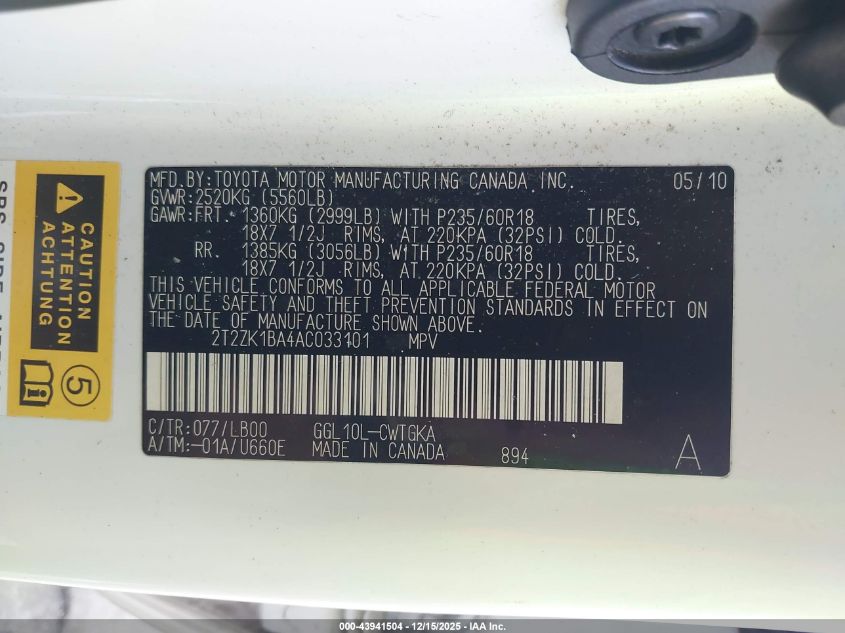 MFD.BY:TOYOTA MOTOR MANUFACTURING CANADA INC. 05/10
GVWR:2520KG (5560LB)
GAWR:FRT. 1360KG (2999LB) WITH P235/60R18 TIRES,
18X7 1/2J RIMS, AT 220KPA (32PSI) COLD.
RR. 1385KG (3056LB) WITH P235/60R18 TIRES,
18X7 1/2J RIMS, AT 220KPA (32PSI) COLD.
THIS VEHICLE CONFORMS TO ALL APPLICABLE FEDERAL MOTOR
VEHICLE SAFETY AND THEFT PREVENTION STANDARDS IN EFFECT ON
THE DATE OF MANUFACTURE SHOWN ABOVE.
2T2ZK1BA4AC033101 MPV
C/TR:077/LB00 GGL10L-CWTGKA
A/TM:-01A/U660E MADE IN CANADA 894 A
CAUTION
ATTENTION
ACHTUNG
5
000-43941504 - 12/15/2025 - IAA Inc.